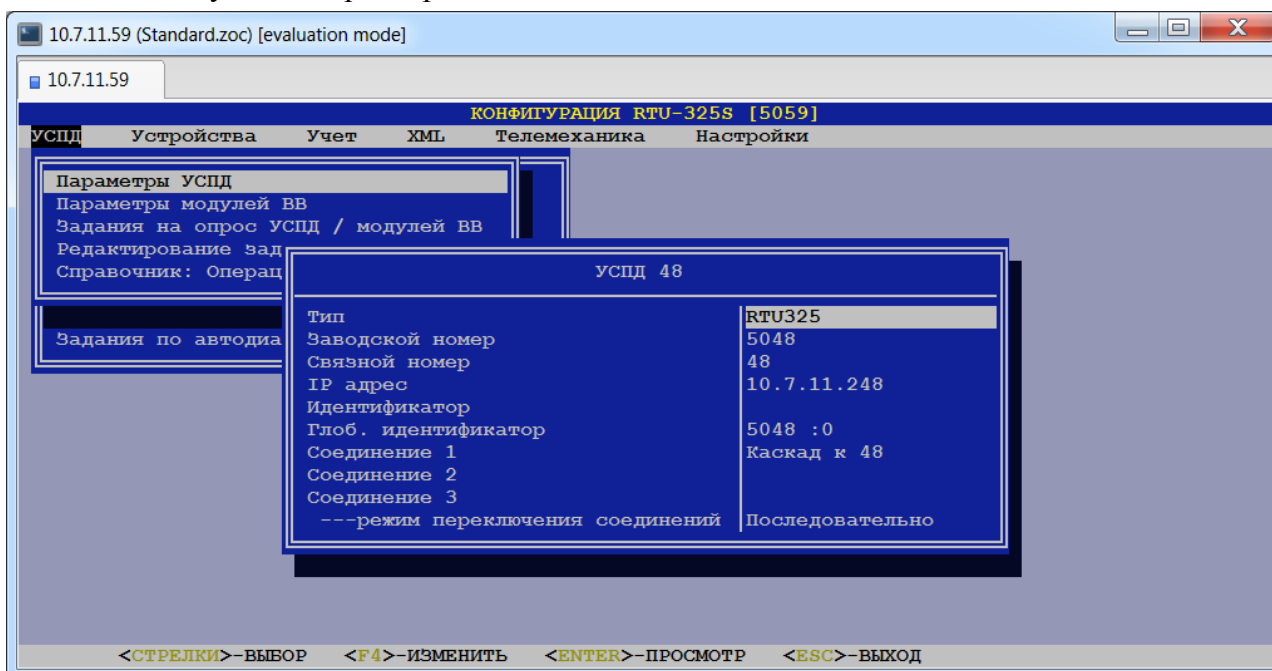 10.7.11.59 (Standard.zoc) [evaluation mode]
10.7.11.59
КОНФИГУРАЦИЯ RTU-325S [5059]
УСПД Устройства Учет XML Телемеханика Настройки
Параметры УСПД
Параметры модулей ВВ
Задания на опрос УСПД / модулей ВВ
Редактирование зад
Справочник: Операц
Задания по автодиа
УСПД 48
Тип RTU325
Заводской номер 5048
Связной номер 48
IP адрес 10.7.11.248
Идентификатор
Глоб. идентификатор 5048 :0
Соединение 1 Каскад к 48
Соединение 2
Соединение 3
---режим переключения соединений Последовательно
<СТРЕЛКИ>-ВЫБОР <F4>-ИЗМЕНИТЬ <ENTER>-ПРОСМОТР <ESC>-ВЫХОД